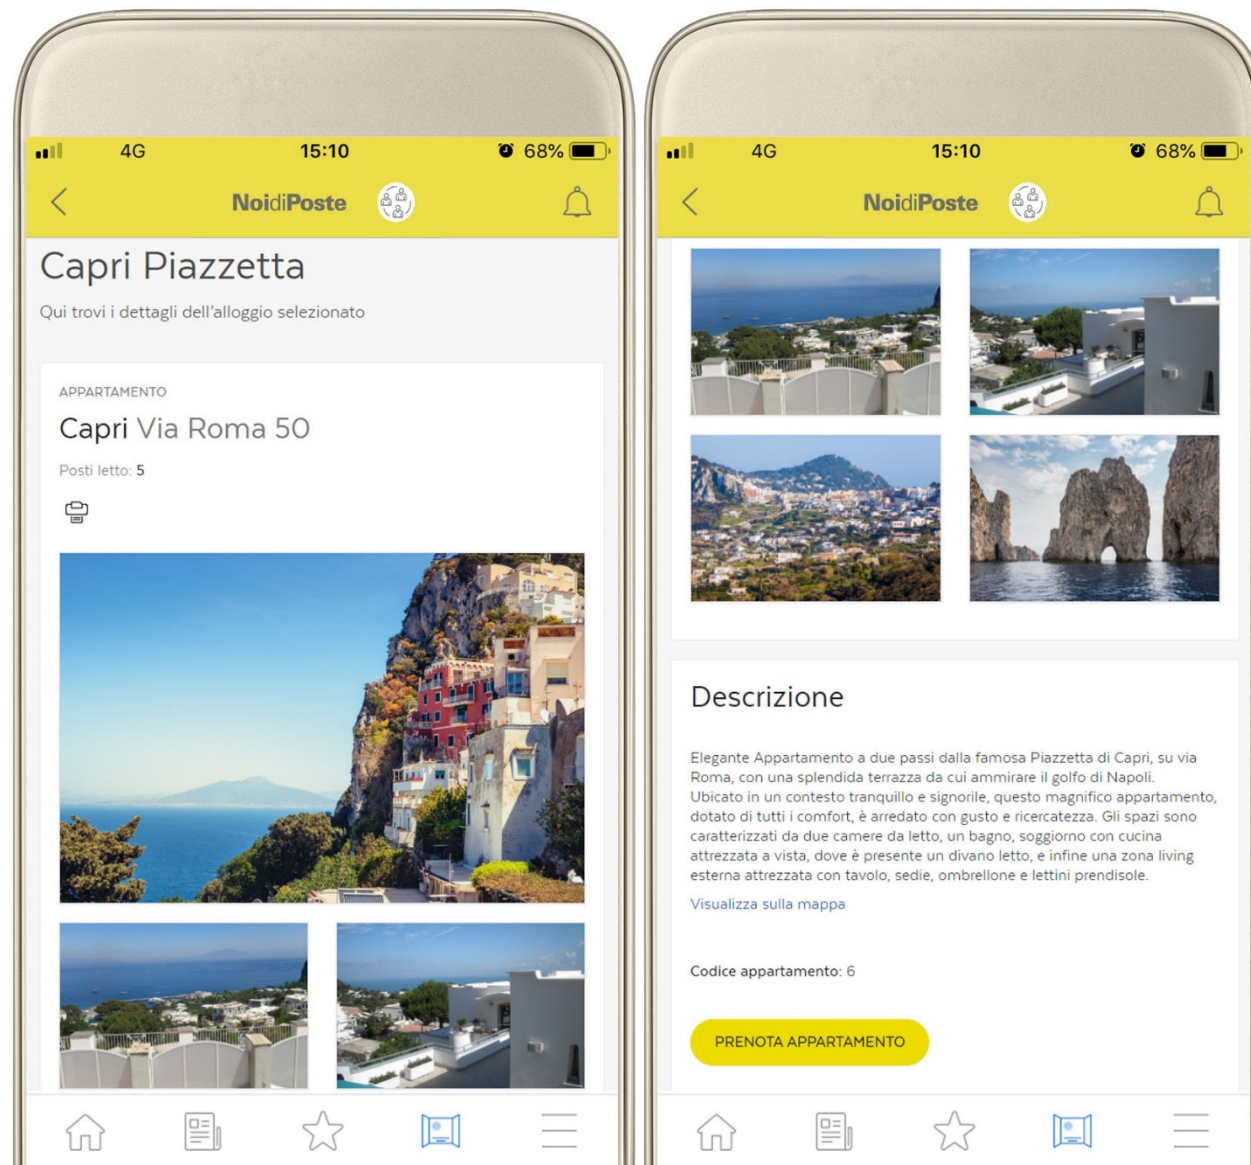 4G 15:10 68%
NoidiPoste
Capri Piazzetta
Qui trovi i dettagli dell'alloggio selezionato
APPARTAMENTO
Capri Via Roma 50
Posti letto: 5
4G 15:10 68%
NoidiPoste
Descrizione
Elegante Appartamento a due passi dalla famosa Piazzetta di Capri, su via
Roma, con una splendida terrazza da cui ammirare il golfo di Napoli.
Ubicato in un contesto tranquillo e signorile, questo magnifico appartamento,
dotato di tutti i comfort, è arredato con gusto e ricercatezza. Gli spazi sono
caratterizzati da due camere da letto, un bagno, soggiorno con cucina
attrezzata a vista, dove è presente un divano letto, e infine una zona living
esterna attrezzata con tavolo, sedie, ombrellone e lettini prendisole.
Visualizza sulla mappa
Codice appartamento: 6
PRENOTA APPARTAMENTO